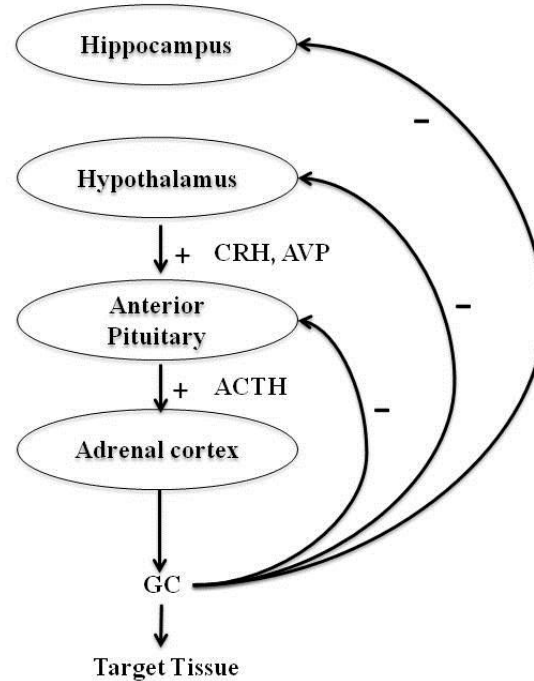 Hippocampus
–
Hypothalamus
+ CRH, AVP
–
Anterior
Pituitary
+ ACTH
–
Adrenal cortex
GC
Target Tissue